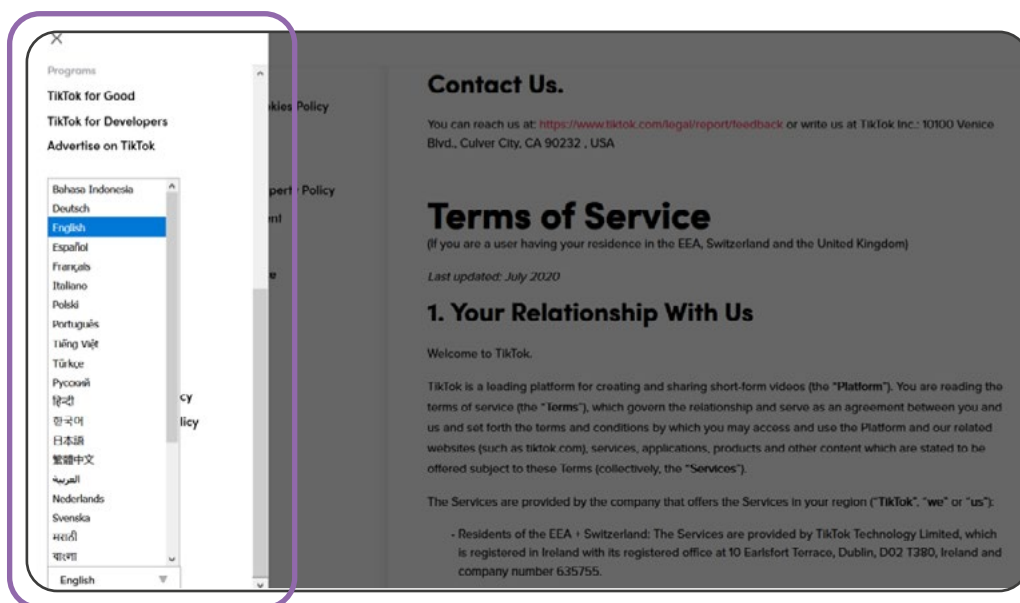 Programs
TikTok for Good
TikTok for Developers
Advertise on TikTok
Bahasa Indonesia
Deutsch
English
Español
Français
Italiano
Polski
Português
Tiếng Việt
Türkçe
Русский
हिन्दी
한국어
日本語
繁體中文
العربية
Nederlands
Svenska
मराठी
বাংলা
English
cy
licy
kies Policy
perty Policy
ent
e
Contact Us.
You can reach us at: https://www.tiktok.com/legal/report/feedback or write us at TikTok Inc.: 10100 Venice
Blvd., Culver City, CA 90232 , USA
Terms of Service
(If you are a user having your residence in the EEA, Switzerland and the United Kingdom)
Last updated: July 2020
1. Your Relationship With Us
Welcome to TikTok.
TikTok is a leading platform for creating and sharing short-form videos (the "Platform"). You are reading the
terms of service (the "Terms"), which govern the relationship and serve as an agreement between you and
us and set forth the terms and conditions by which you may access and use the Platform and our related
websites (such as tiktok.com), services, applications, products and other content which are stated to be
offered subject to these Terms (collectively, the "Services").
The Services are provided by the company that offers the Services in your region ("TikTok", "we" or "us"):
• Residents of the EEA + Switzerland: The Services are provided by TikTok Technology Limited, which
is registered in Ireland with its registered office at 10 Earlsfort Terrace, Dublin, D02 T380, Ireland and
company number 635755.